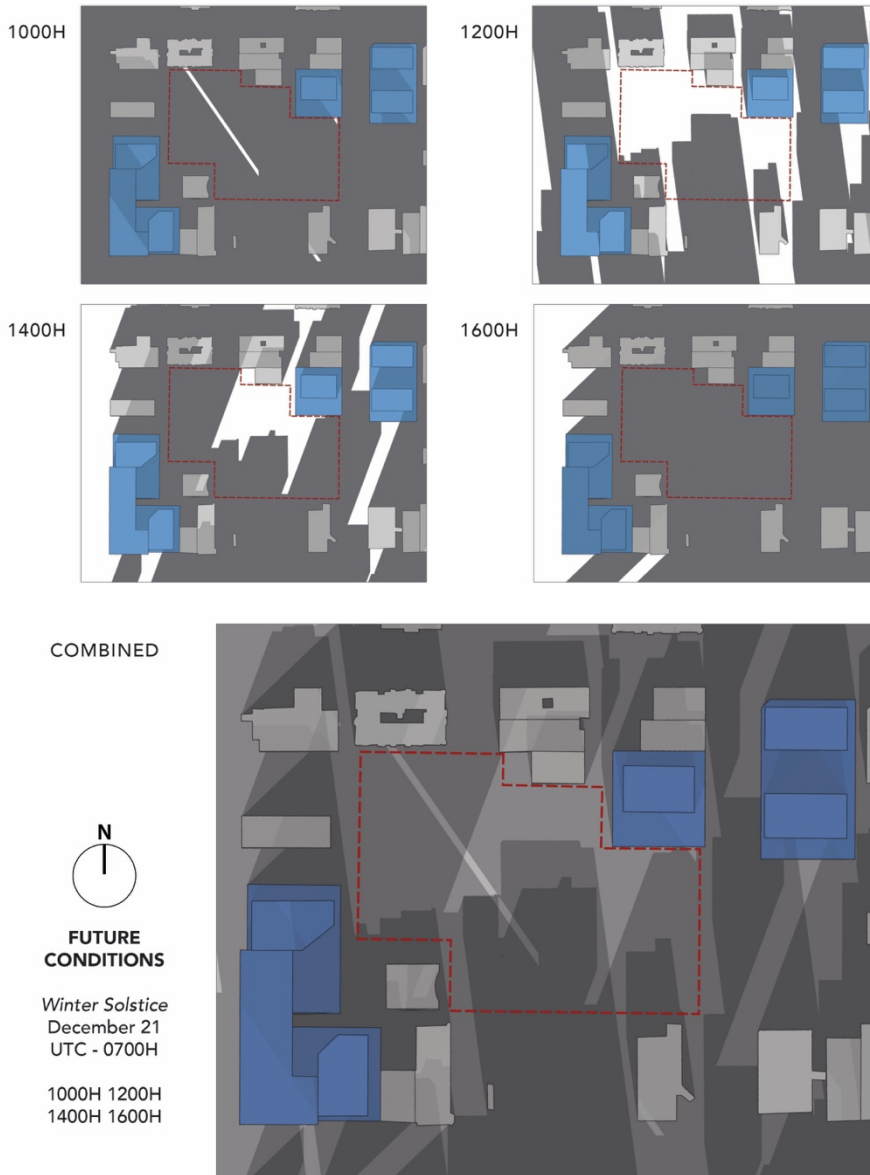 1000H
1200H
1400H
1600H
COMBINED
N
FUTURE
CONDITIONS
Winter Solstice
December 21
UTC - 0700H
1000H 1200H
1400H 1600H